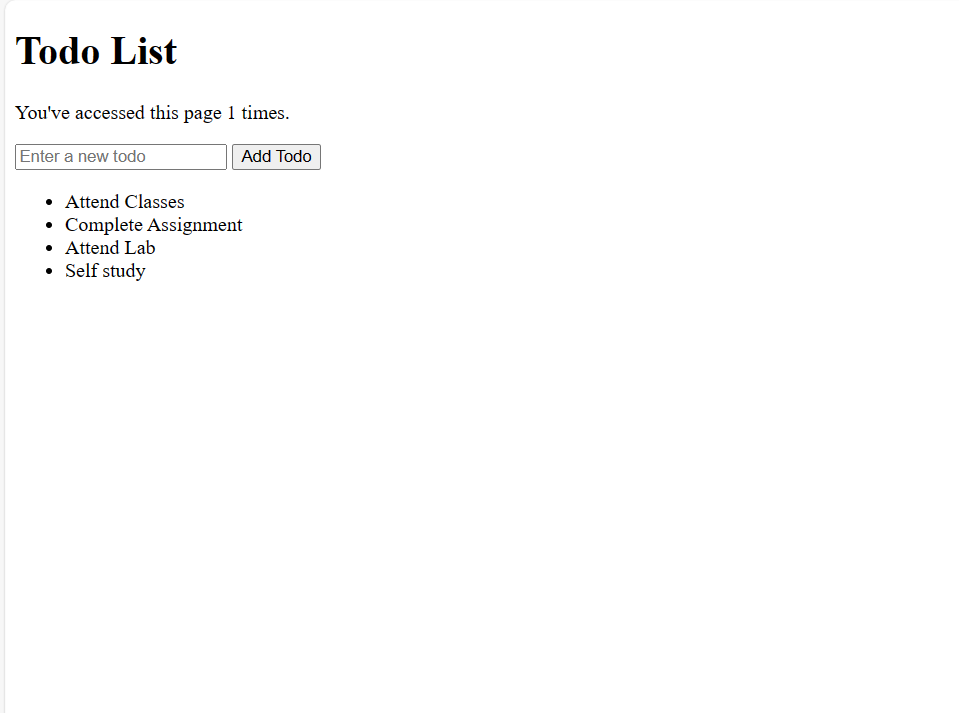 Todo List
You've accessed this page 1 times.
Enter a new todo Add Todo
Attend Classes
Complete Assignment
Attend Lab
Self study